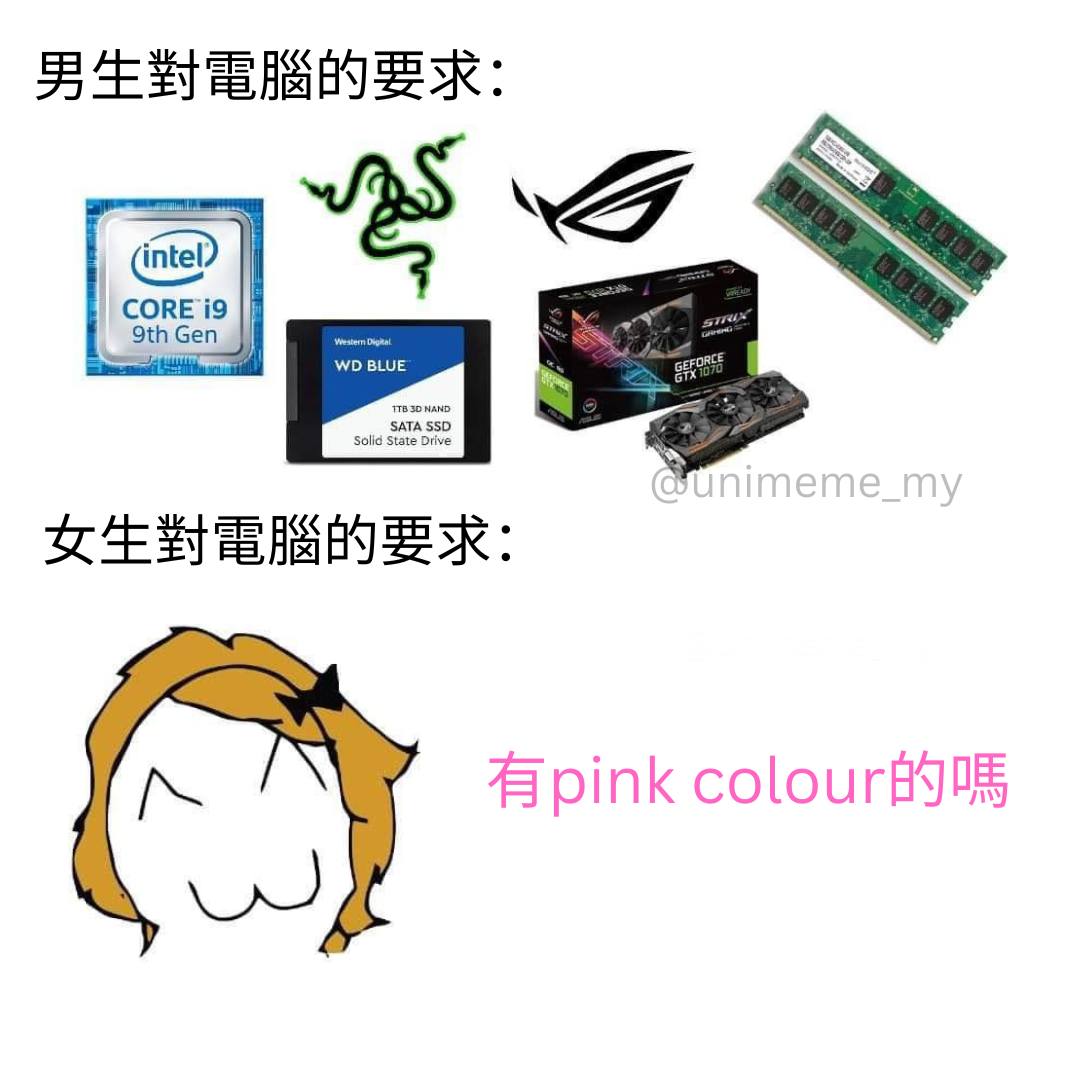 男生對電腦的要求：
intel
CORE i9
9th Gen
Western Digital.
WD BLUE™
1TB 3D NAND
SATA SSD
Solid State Drive
STRIX
GAMING
GEFORCE
GTX 1070
@unimeme_my
女生對電腦的要求：
有pink colour的嗎